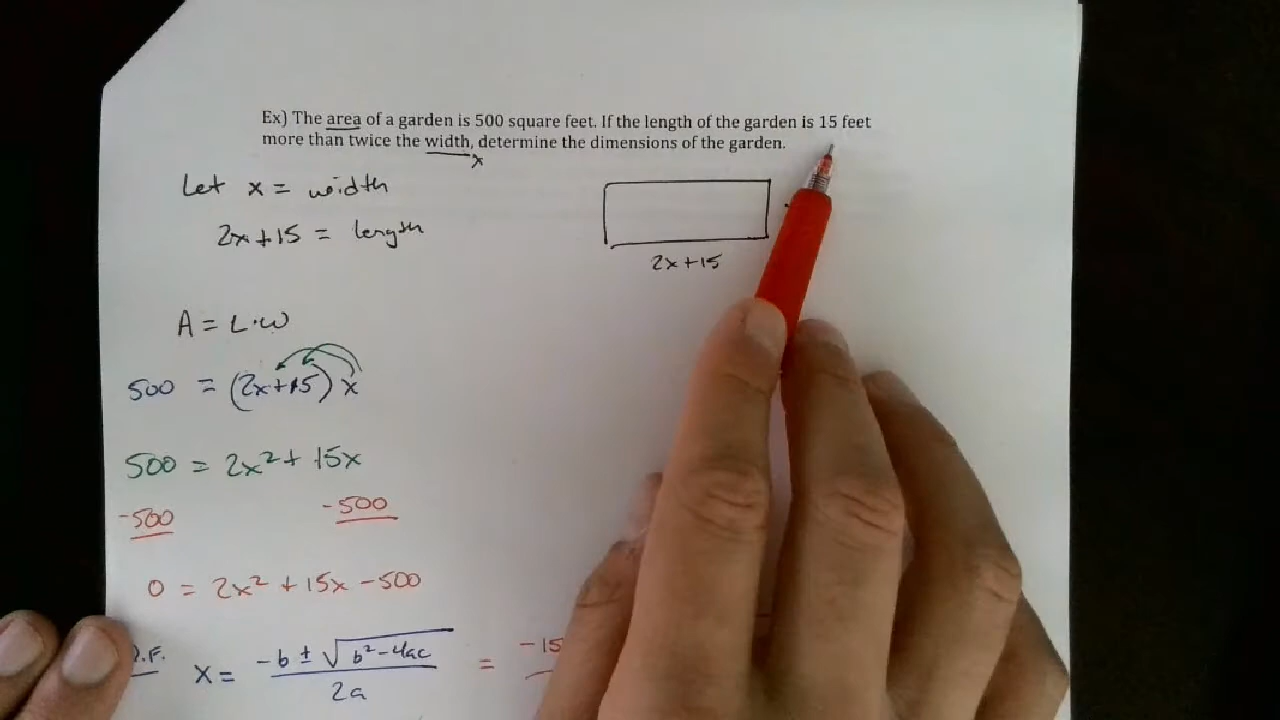 Ex) The area of a garden is 500 square feet. If the length of the garden is 15 feet
more than twice the width, determine the dimensions of the garden.
x
Let x = width
2x+15 = length
2x+15
A = L·W
500 = (2x+15)x
500 = 2x² + 15x
-500 -500
0 = 2x² + 15x - 500
Q.F. x = -b ± √b²-4ac / 2a = -15